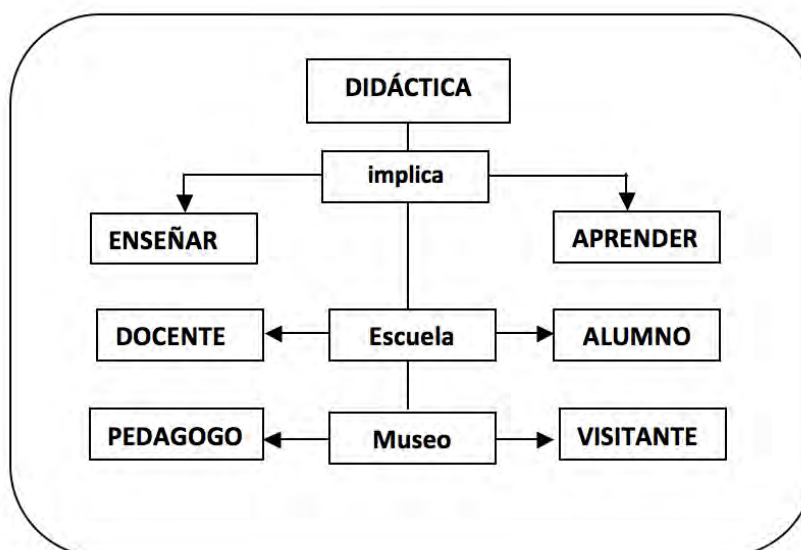 DIDÁCTICA
implica
ENSEÑAR
APRENDER
DOCENTE
Escuela
ALUMNO
PEDAGOGO
Museo
VISITANTE